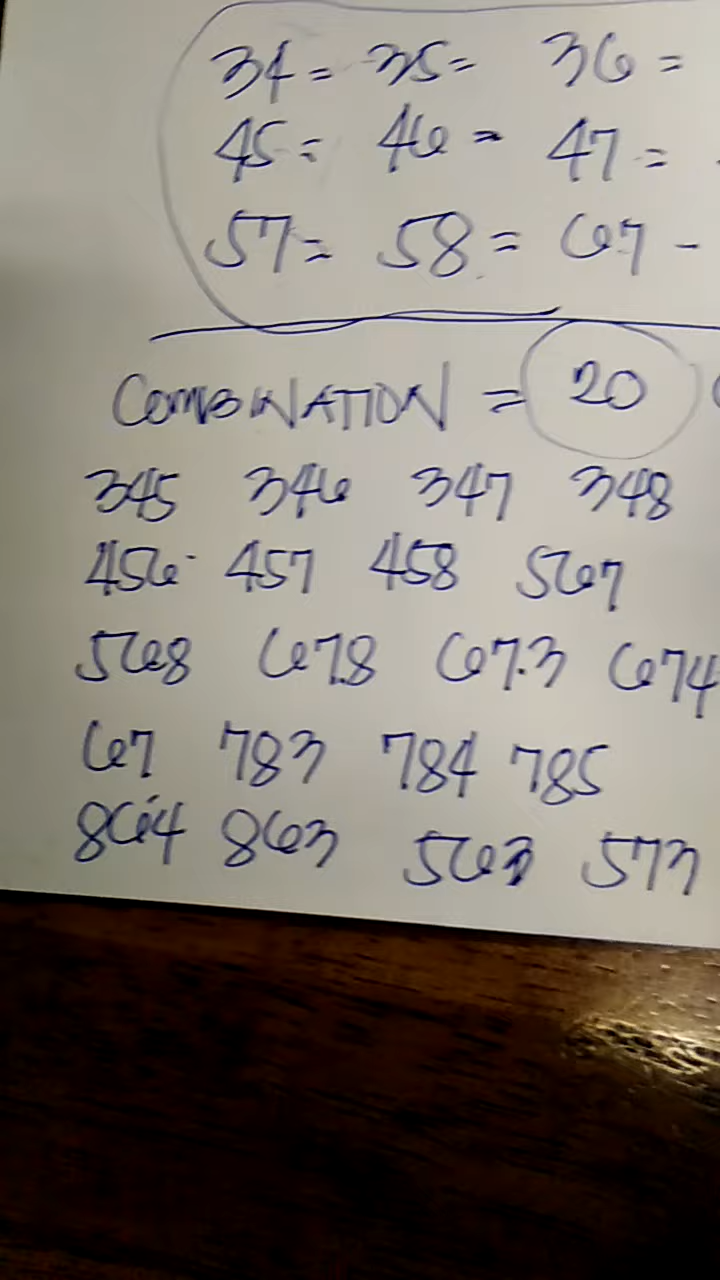 34= 35= 36=
45= 46= 47=
57= 58= 67-
COMBINATION = 20
345 346 347 348
456 457 458 567
568 678 673 674
67 783 784 785
864 863 563 573